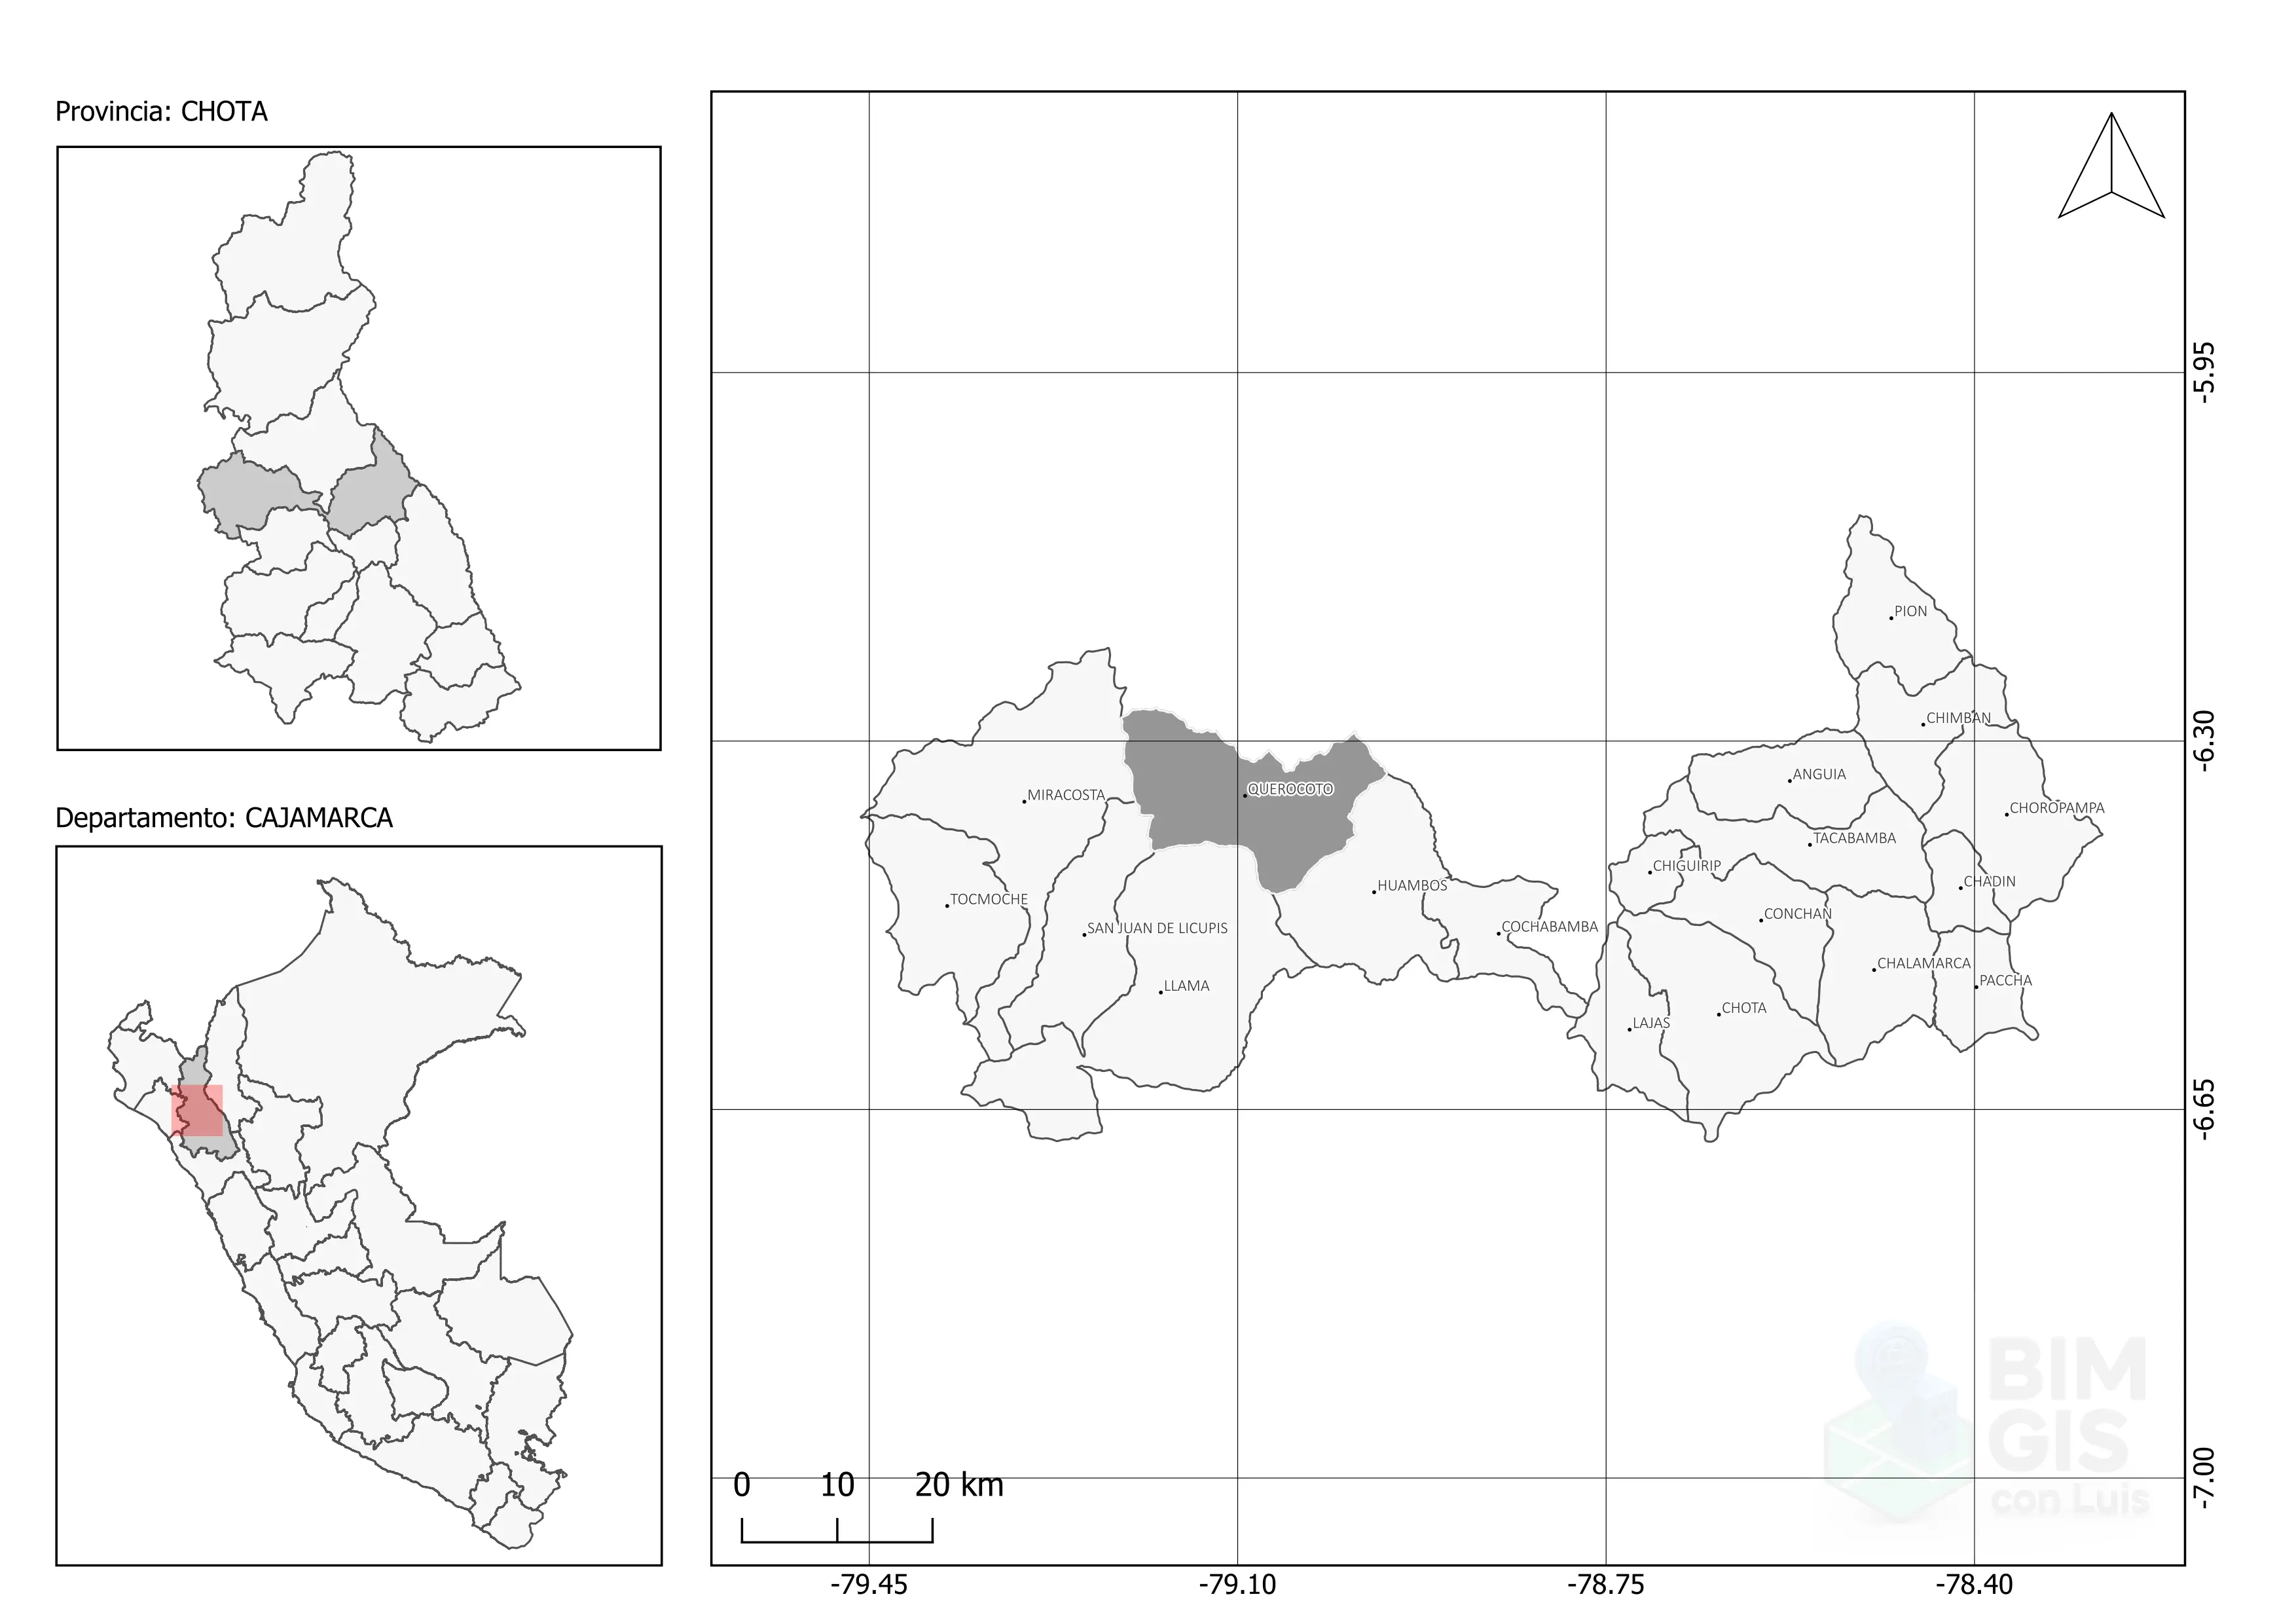 Provincia: CHOTA
Departamento: CAJAMARCA
PION
CHIMBAN
ANGUIA
QUEROCOTO
MIRACOSTA
CHOROPAMPA
TACABAMBA
CHIGUIRIP
CHADIN
HUAMBOS
TOCMOCHE
CONCHAN
SAN JUAN DE LICUPIS
COCHABAMBA
CHALAMARCA
PACCHA
LLAMA
CHOTA
LAJAS
-5.95
-6.30
-6.65
-7.00
BIM
GIS
con Luis
0 10 20 km
-79.45 -79.10 -78.75 -78.40